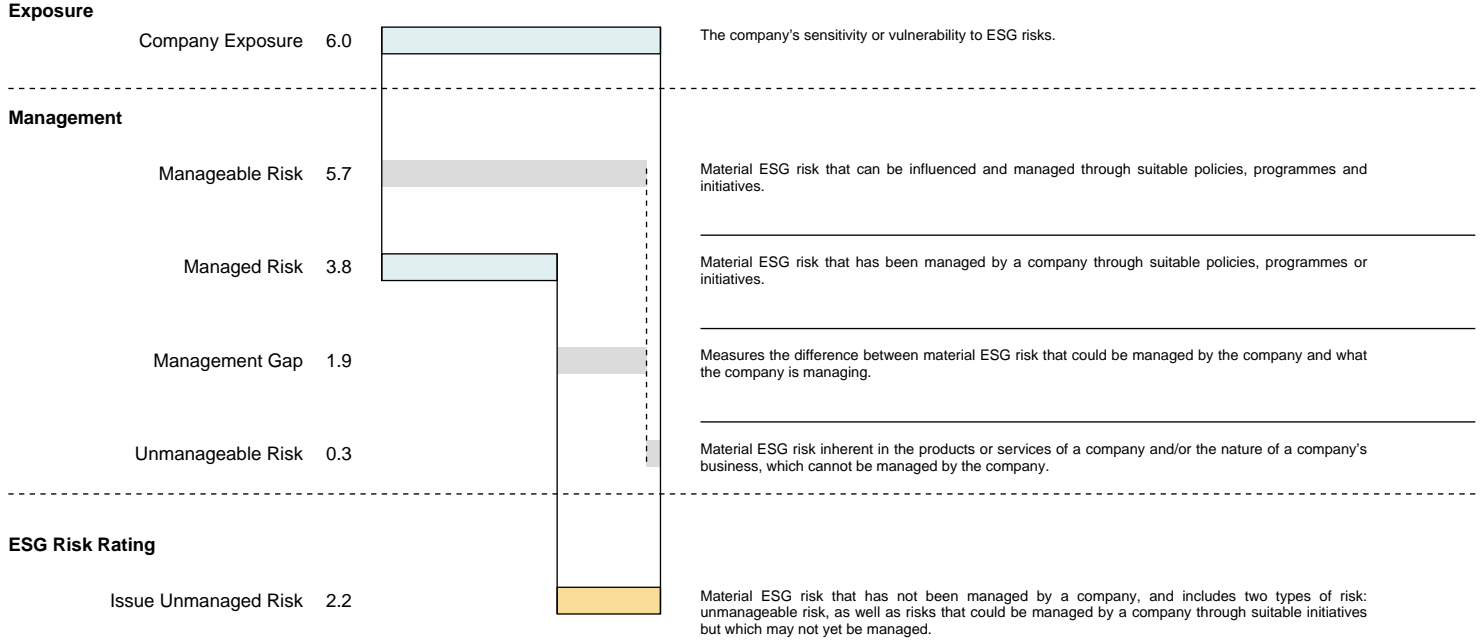 Exposure
Company Exposure 6.0
The company’s sensitivity or vulnerability to ESG risks.
Management
Manageable Risk 5.7
Material ESG risk that can be influenced and managed through suitable policies, programmes and
initiatives.
Managed Risk 3.8
Material ESG risk that has been managed by a company through suitable policies, programmes or
initiatives.
Management Gap 1.9
Measures the difference between material ESG risk that could be managed by the company and what
the company is managing.
Unmanageable Risk 0.3
Material ESG risk inherent in the products or services of a company and/or the nature of a company’s
business, which cannot be managed by the company.
ESG Risk Rating
Issue Unmanaged Risk 2.2
Material ESG risk that has not been managed by a company, and includes two types of risk:
unmanageable risk, as well as risks that could be managed by a company through suitable initiatives
but which may not yet be managed.